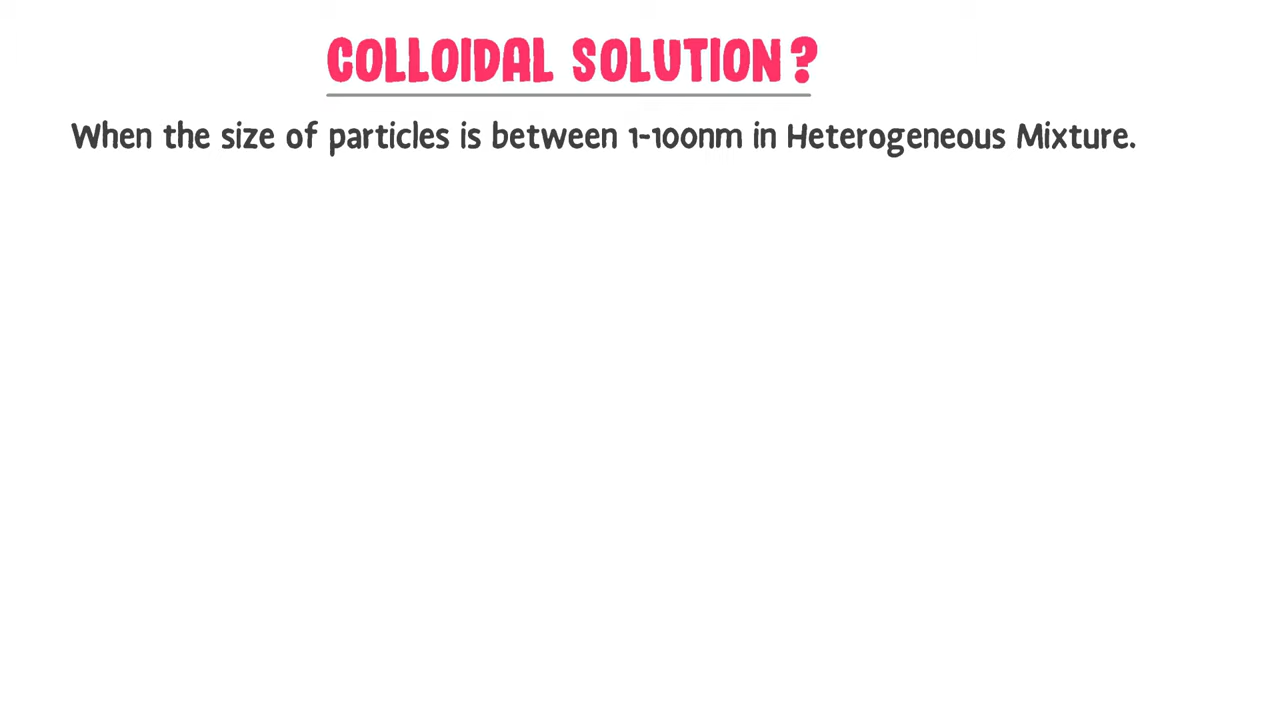 COLLOIDAL SOLUTION?
When the size of particles is between 1-100nm in Heterogeneous Mixture.